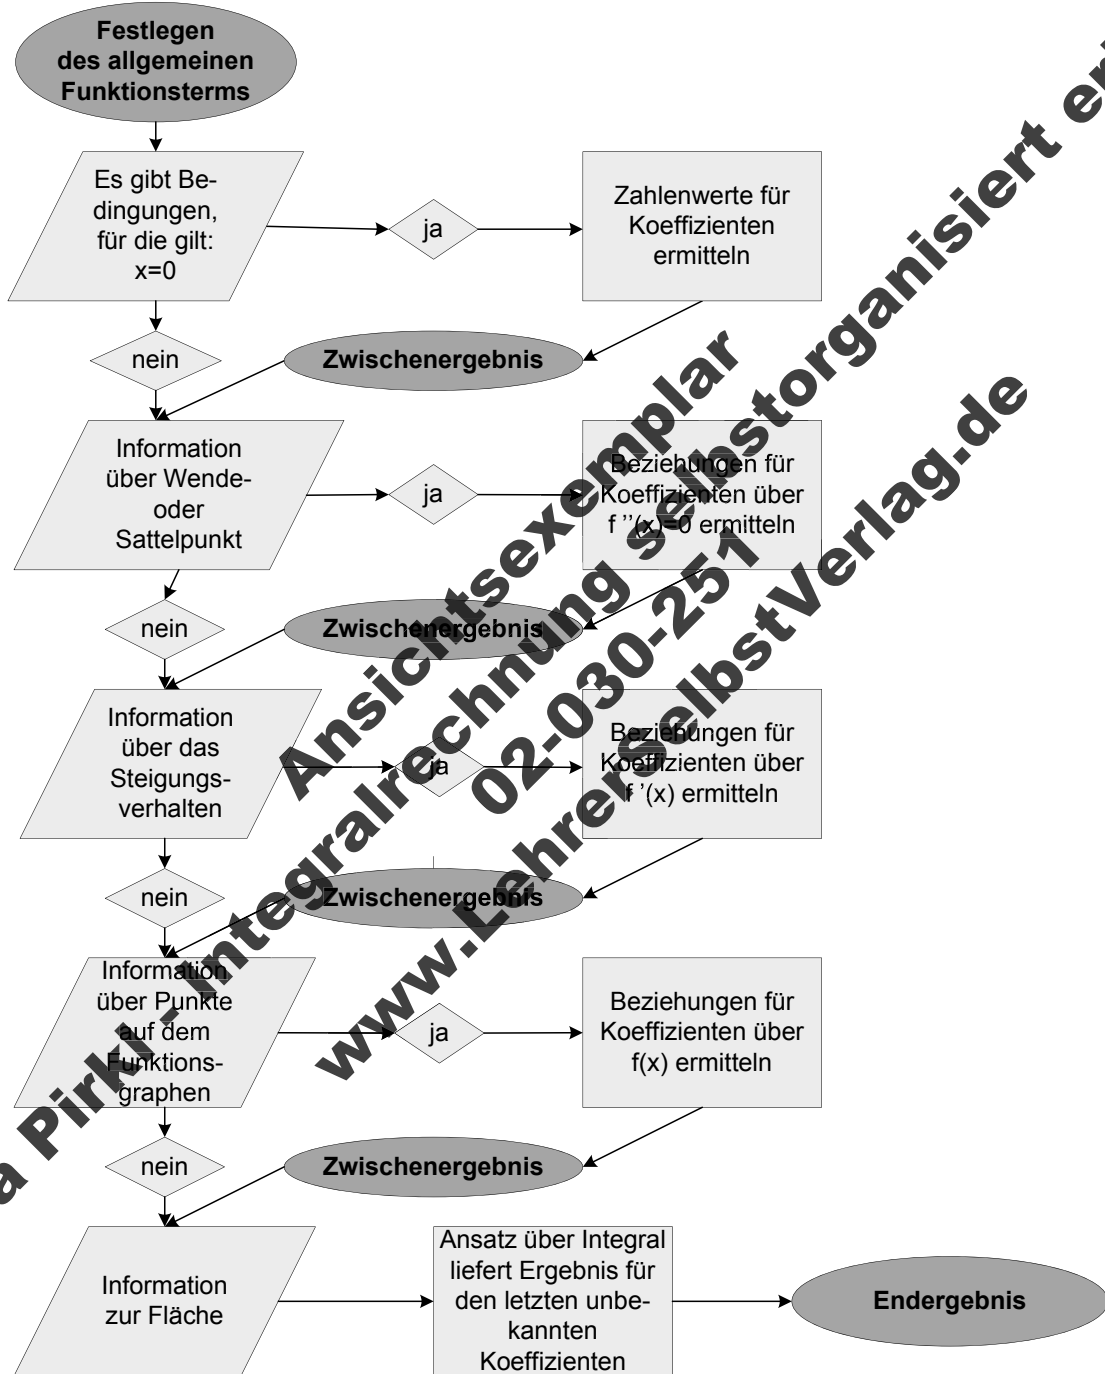 Festlegen
des allgemeinen
Funktionsterms
Es gibt Be-
dingungen,
für die gilt:
x=0
ja
Zahlenwerte für
Koeffizienten
ermitteln
nein
Zwischenergebnis
Information
über Wende-
oder
Sattelpunkt
ja
Beziehungen für
Koeffizienten über
f ''(x)=0 ermitteln
nein
Zwischenergebnis
Information
über das
Steigungs-
verhalten
ja
Beziehungen für
Koeffizienten über
f '(x) ermitteln
nein
Zwischenergebnis
Information
über Punkte
auf dem
Funktions-
graphen
ja
Beziehungen für
Koeffizienten über
f(x) ermitteln
nein
Zwischenergebnis
Information
zur Fläche
Ansatz über Integral
liefert Ergebnis für
den letzten unbe-
kannten
Koeffizienten
Endergebnis
Ansichtsexemplar
a Pirkl - Integralrechnung selbstorganisiert er
02-030-251
www.LehrerSelbstVerlag.de